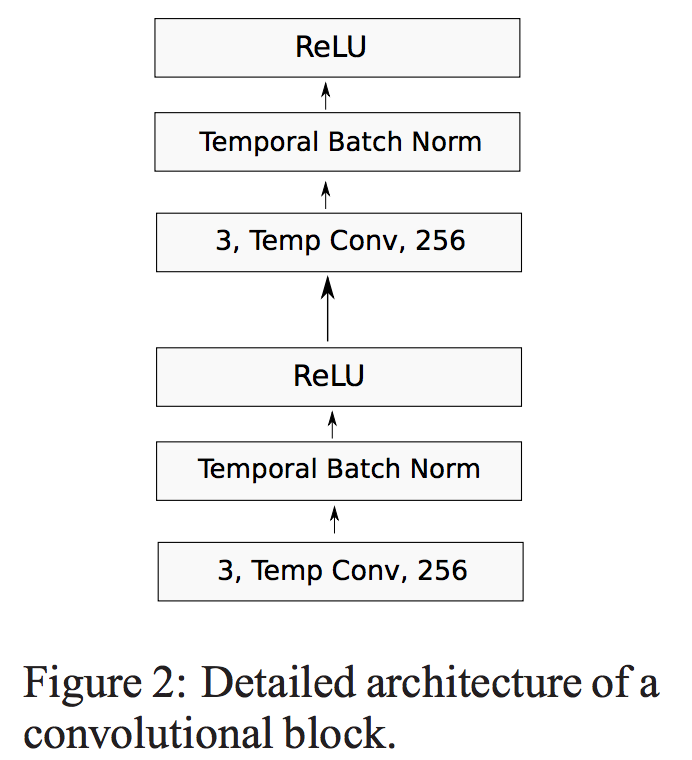 ReLU
Temporal Batch Norm
3, Temp Conv, 256
ReLU
Temporal Batch Norm
3, Temp Conv, 256
Figure 2: Detailed architecture of a
convolutional block.